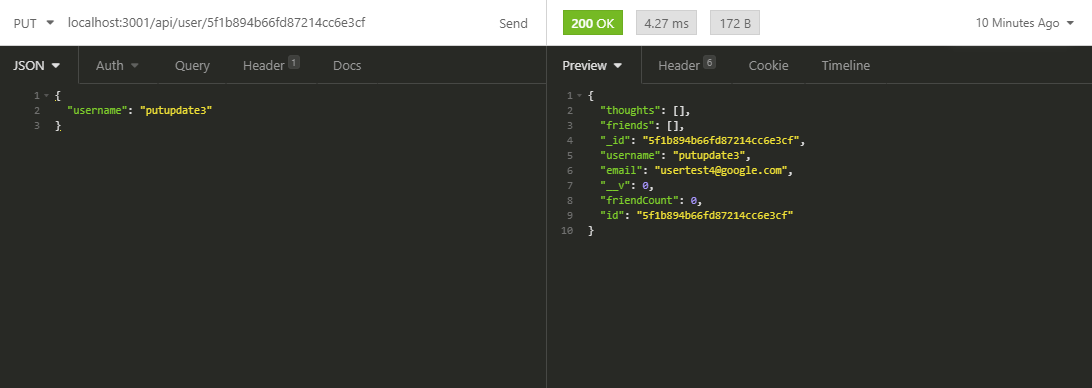 PUT localhost:3001/api/user/5f1b894b66fd87214cc6e3cf Send
200 OK 4.27 ms 172 B 10 Minutes Ago
JSON Auth Query Header 1 Docs
1 {
2 "username": "putupdate3"
3 }
Preview Header 6 Cookie Timeline
1 {
2 "thoughts": [],
3 "friends": [],
4 "_id": "5f1b894b66fd87214cc6e3cf",
5 "username": "putupdate3",
6 "email": "usertest4@google.com",
7 "__v": 0,
8 "friendCount": 0,
9 "id": "5f1b894b66fd87214cc6e3cf"
10 }